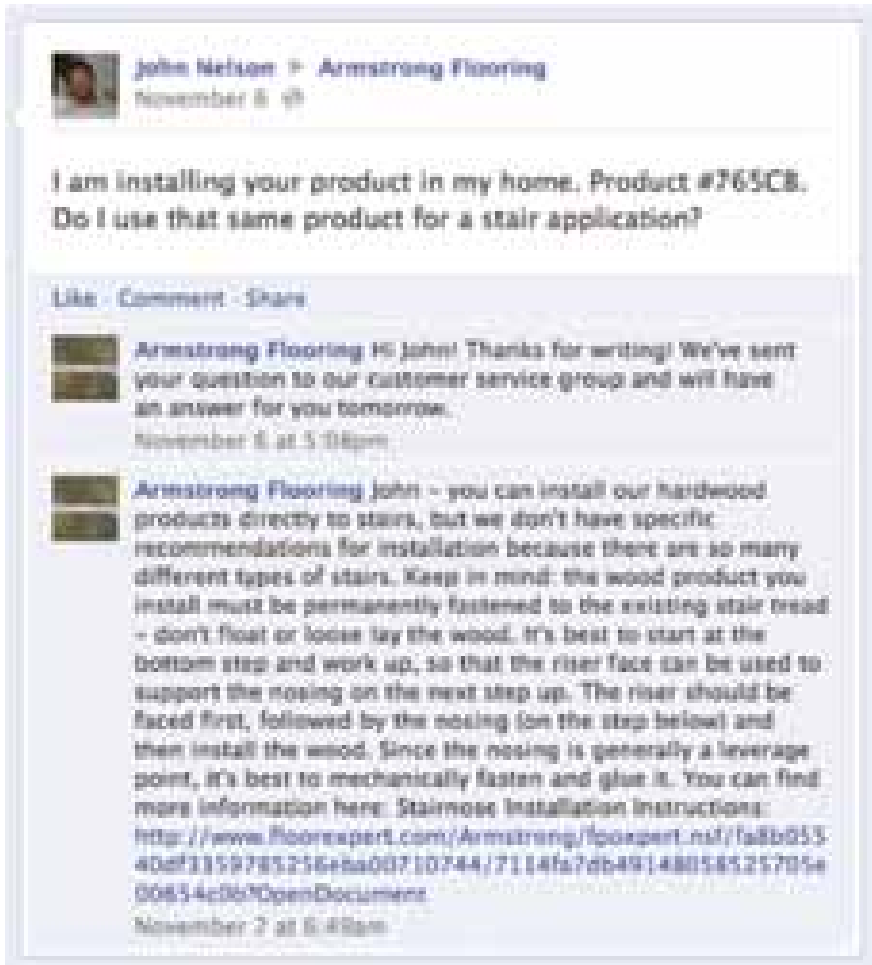 John Nelson ▸ Armstrong Flooring
November 6
I am installing your product in my home. Product #765CB.
Do I use that same product for a stair application?
Like · Comment · Share
Armstrong Flooring Hi John! Thanks for writing! We've sent
your question to our customer service group and will have
an answer for you tomorrow.
November 6 at 5:08pm
Armstrong Flooring John – you can install our hardwood
products directly to stairs, but we don't have specific
recommendations for installation because there are so many
different types of stairs. Keep in mind: the wood product you
install must be permanently fastened to the existing stair tread
– don't float or loose lay the wood. It's best to start at the
bottom step and work up, so that the riser face can be used to
support the nosing on the next step up. The riser should be
faced first, followed by the nosing (on the step below) and
then install the wood. Since the nosing is generally a leverage
point, it's best to mechanically fasten and glue it. You can find
more information here: Stairnose Installation Instructions:
November 7 at 6:49pm